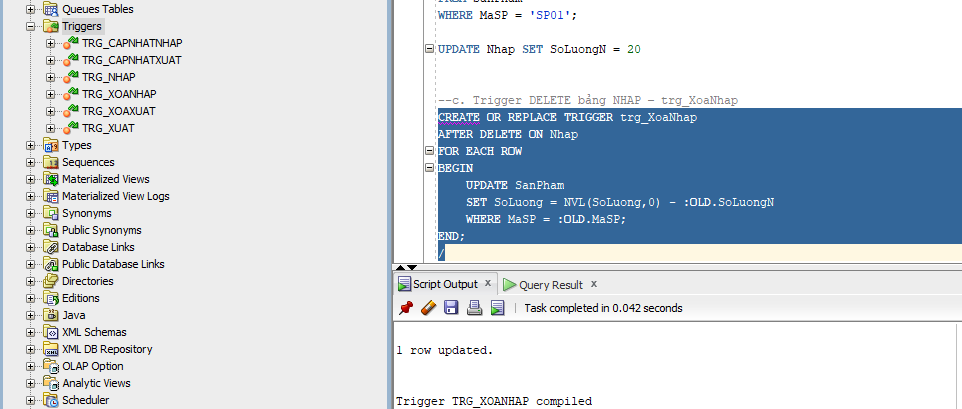 Queues Tables
Triggers
TRG_CAPNHATNHAP
TRG_CAPNHATXUAT
TRG_NHAP
TRG_XOANHAP
TRG_XOAXUAT
TRG_XUAT
Types
Sequences
Materialized Views
Materialized View Logs
Synonyms
Public Synonyms
Database Links
Public Database Links
Directories
Editions
Java
XML Schemas
XML DB Repository
OLAP Option
Analytic Views
Scheduler
WHERE MaSP = 'SP01';
UPDATE Nhap SET SoLuongN = 20
--c. Trigger DELETE bảng NHAP – trg_XoaNhap
CREATE OR REPLACE TRIGGER trg_XoaNhap
AFTER DELETE ON Nhap
FOR EACH ROW
BEGIN
UPDATE SanPham
SET SoLuong = NVL(SoLuong,0) - :OLD.SoLuongN
WHERE MaSP = :OLD.MaSP;
END;
/
Script Output x
Query Result x
Task completed in 0.042 seconds
1 row updated.
Trigger TRG_XOANHAP compiled